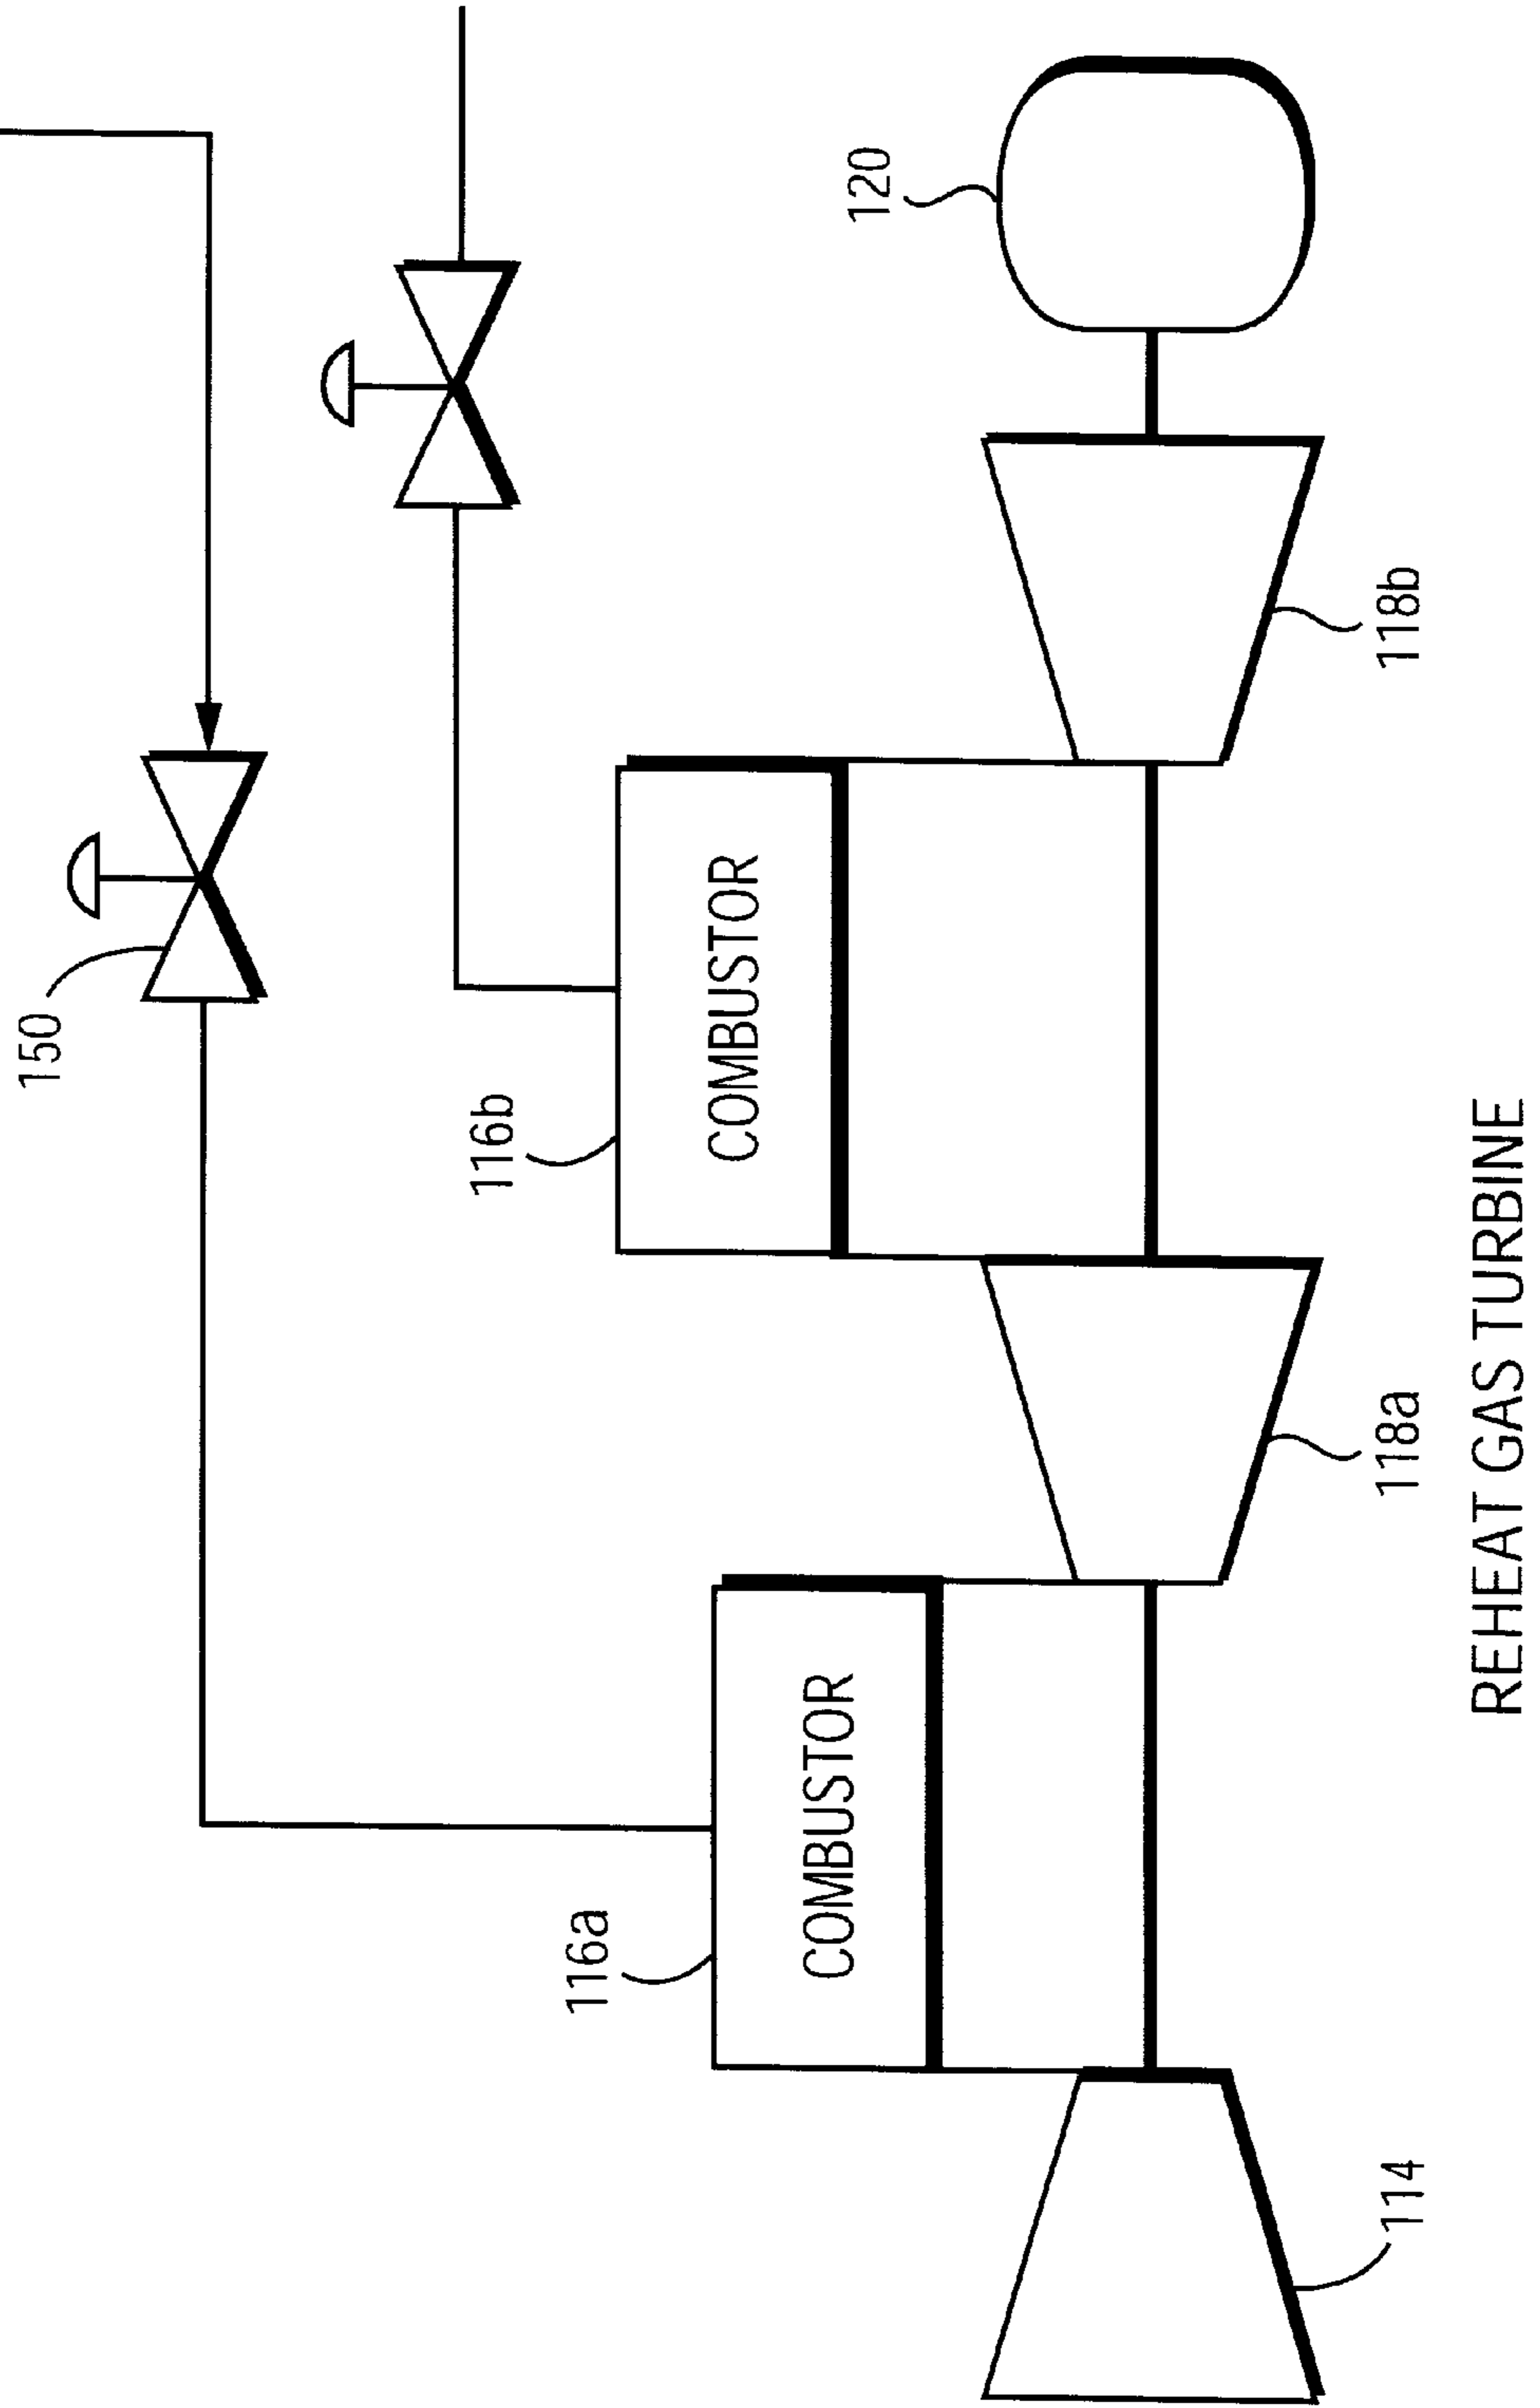 150
120
116b
COMBUSTOR
118b
116a
COMBUSTOR
118a
114
REHEAT GAS TURBINE